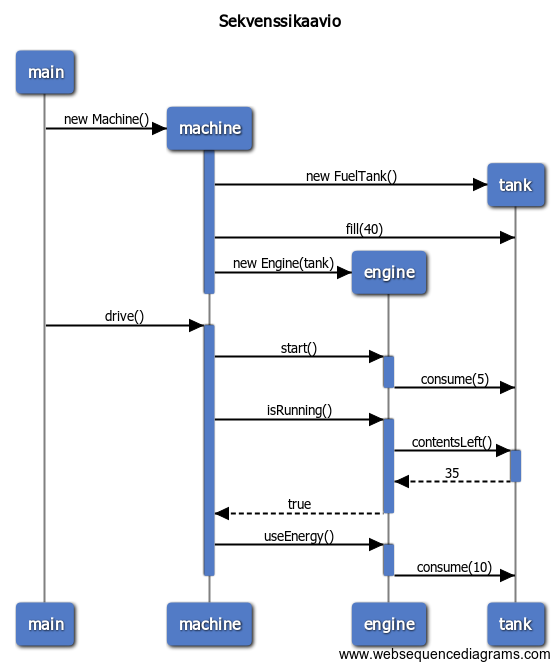 Sekvenssikaavio
main
new Machine()
machine
new FuelTank()
tank
fill(40)
new Engine(tank)
engine
drive()
start()
consume(5)
isRunning()
contentsLeft()
35
true
useEnergy()
consume(10)
main
machine
engine
tank
www.websequencediagrams.com